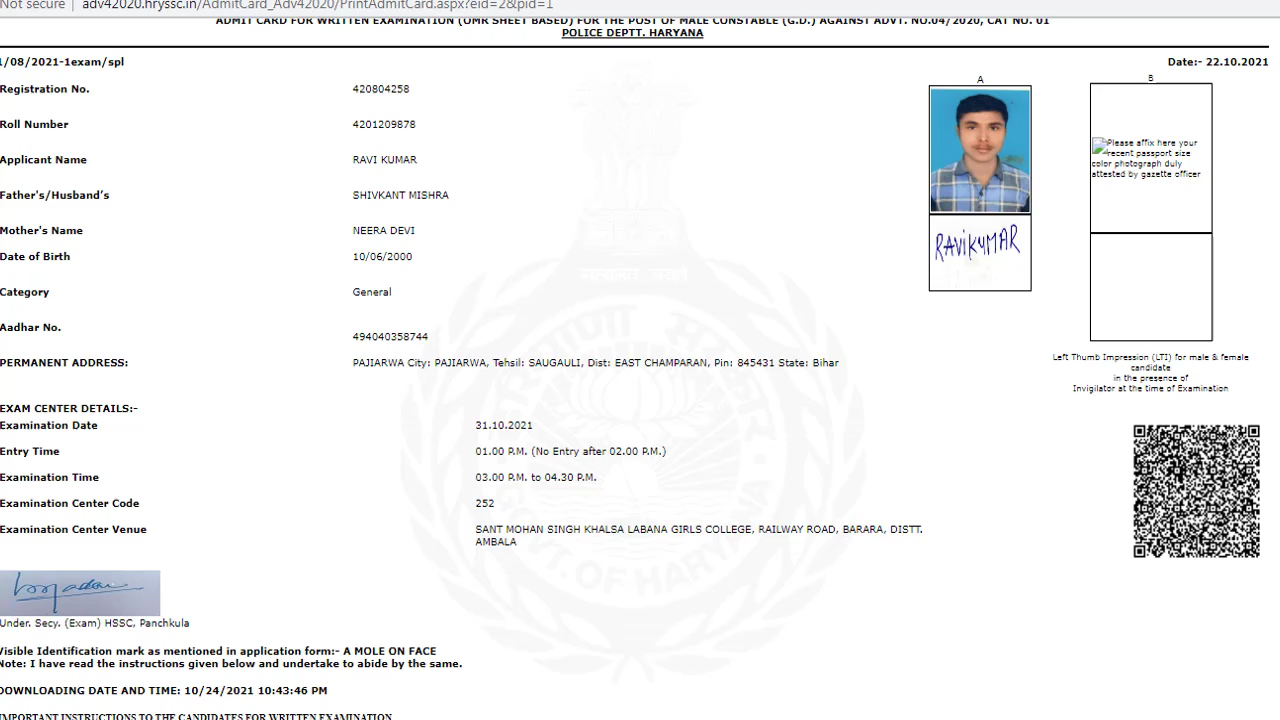 Not secure | adv42020.hryssc.in/AdmitCard_Adv42020/PrintAdmitCard.aspx?eid=2&pid=1
ADMIT CARD FOR WRITTEN EXAMINATION (OMR SHEET BASED) FOR THE POST OF MALE CONSTABLE (G.D.) AGAINST ADVT. NO.04/2020, CAT NO. 01
POLICE DEPTT. HARYANA
1/08/2021-1exam/spl
Date:- 22.10.2021
Registration No. 420804258
Roll Number 4201209878
Applicant Name RAVI KUMAR
Father's/Husband's SHIVKANT MISHRA
Mother's Name NEERA DEVI
Date of Birth 10/06/2000
Category General
Aadhar No. 494040358744
PERMANENT ADDRESS: PAJIARWA City: PAJIARWA, Tehsil: SAUGAULI, Dist: EAST CHAMPARAN, Pin: 845431 State: Bihar
A
RAVIKUMAR
B
Please affix here your
recent passport size
color photograph duly
attested by gazette officer
Left Thumb Impression (LTI) for male & female
candidate
in the presence of
Invigilator at the time of Examination
EXAM CENTER DETAILS:-
Examination Date 31.10.2021
Entry Time 01.00 P.M. (No Entry after 02.00 P.M.)
Examination Time 03.00 P.M. to 04.30 P.M.
Examination Center Code 252
Examination Center Venue SANT MOHAN SINGH KHALSA LABANA GIRLS COLLEGE, RAILWAY ROAD, BARARA, DISTT.
AMBALA
Under. Secy. (Exam) HSSC, Panchkula
Visible Identification mark as mentioned in application form:- A MOLE ON FACE
Note: I have read the instructions given below and undertake to abide by the same.
DOWNLOADING DATE AND TIME: 10/24/2021 10:43:46 PM
IMPORTANT INSTRUCTIONS TO THE CANDIDATES FOR WRITTEN EXAMINATION
सत्यमेव जयते
GOVT. OF HARYANA